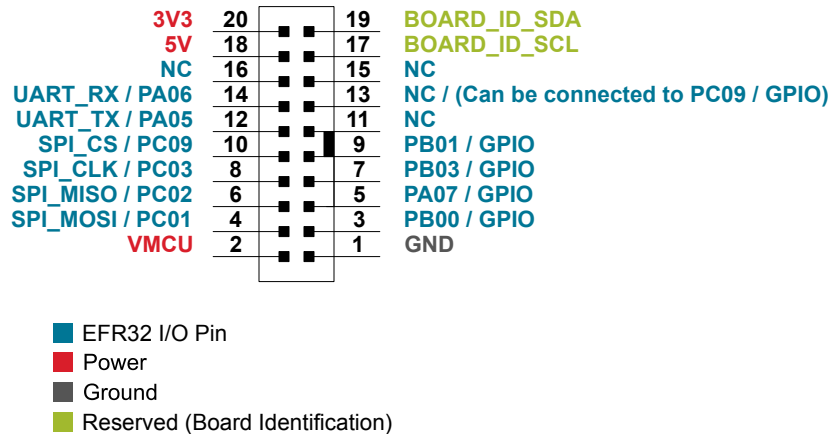 3V3 20 19 BOARD_ID_SDA
5V 18 17 BOARD_ID_SCL
NC 16 15 NC
UART_RX / PA06 14 13 NC / (Can be connected to PC09 / GPIO)
UART_TX / PA05 12 11 NC
SPI_CS / PC09 10 9 PB01 / GPIO
SPI_CLK / PC03 8 7 PB03 / GPIO
SPI_MISO / PC02 6 5 PA07 / GPIO
SPI_MOSI / PC01 4 3 PB00 / GPIO
VMCU 2 1 GND
EFR32 I/O Pin
Power
Ground
Reserved (Board Identification)